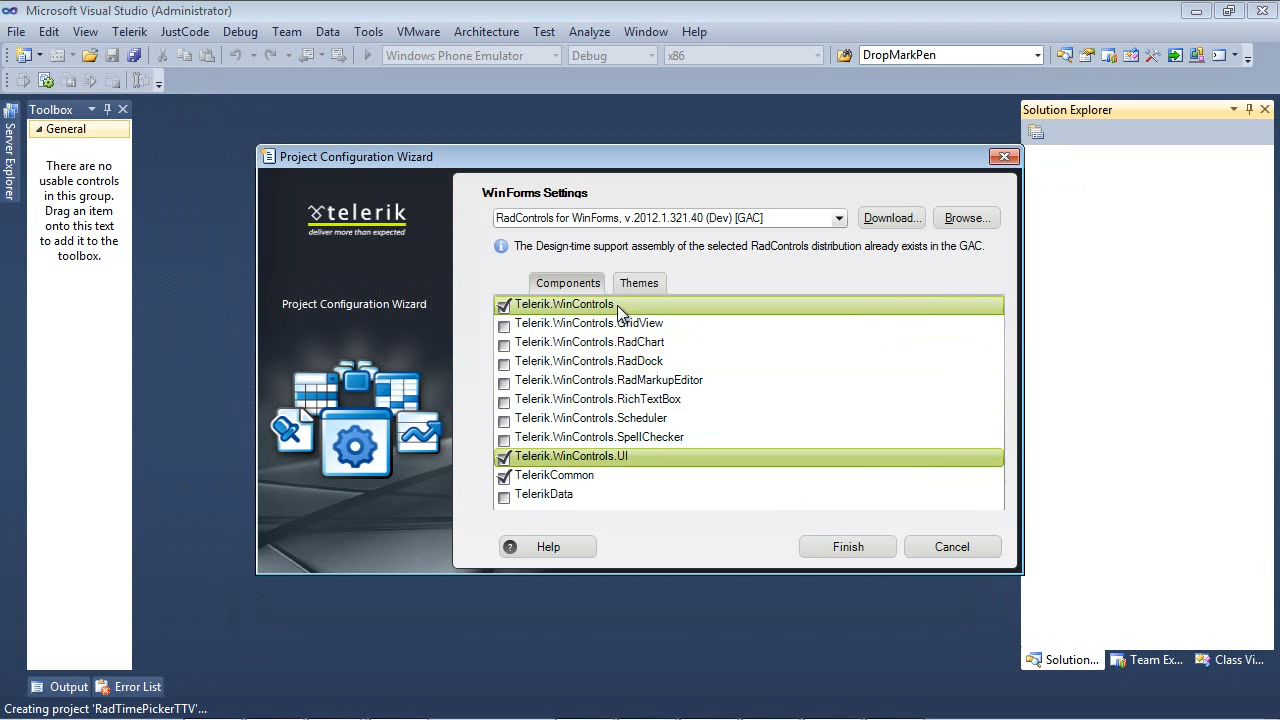 Microsoft Visual Studio (Administrator)
File Edit View Telerik JustCode Debug Team Data Tools VMware Architecture Test Analyze Window Help
Windows Phone Emulator Debug x86 DropMarkPen
Server Explorer
Toolbox
General
There are no
usable controls
in this group.
Drag an item
onto this text
to add it to the
toolbox.
Solution Explorer
Project Configuration Wizard
telerik
deliver more than expected
Project Configuration Wizard
WinForms Settings
RadControls for WinForms, v.2012.1.321.40 (Dev) [GAC] Download... Browse...
The Design-time support assembly of the selected RadControls distribution already exists in the GAC.
Components Themes
Telerik.WinControls
Telerik.WinControls.GridView
Telerik.WinControls.RadChart
Telerik.WinControls.RadDock
Telerik.WinControls.RadMarkupEditor
Telerik.WinControls.RichTextBox
Telerik.WinControls.Scheduler
Telerik.WinControls.SpellChecker
Telerik.WinControls.UI
TelerikCommon
TelerikData
? Help Finish Cancel
Solution... Team Ex... Class Vi...
Output Error List
Creating project 'RadTimePickerTTV'...